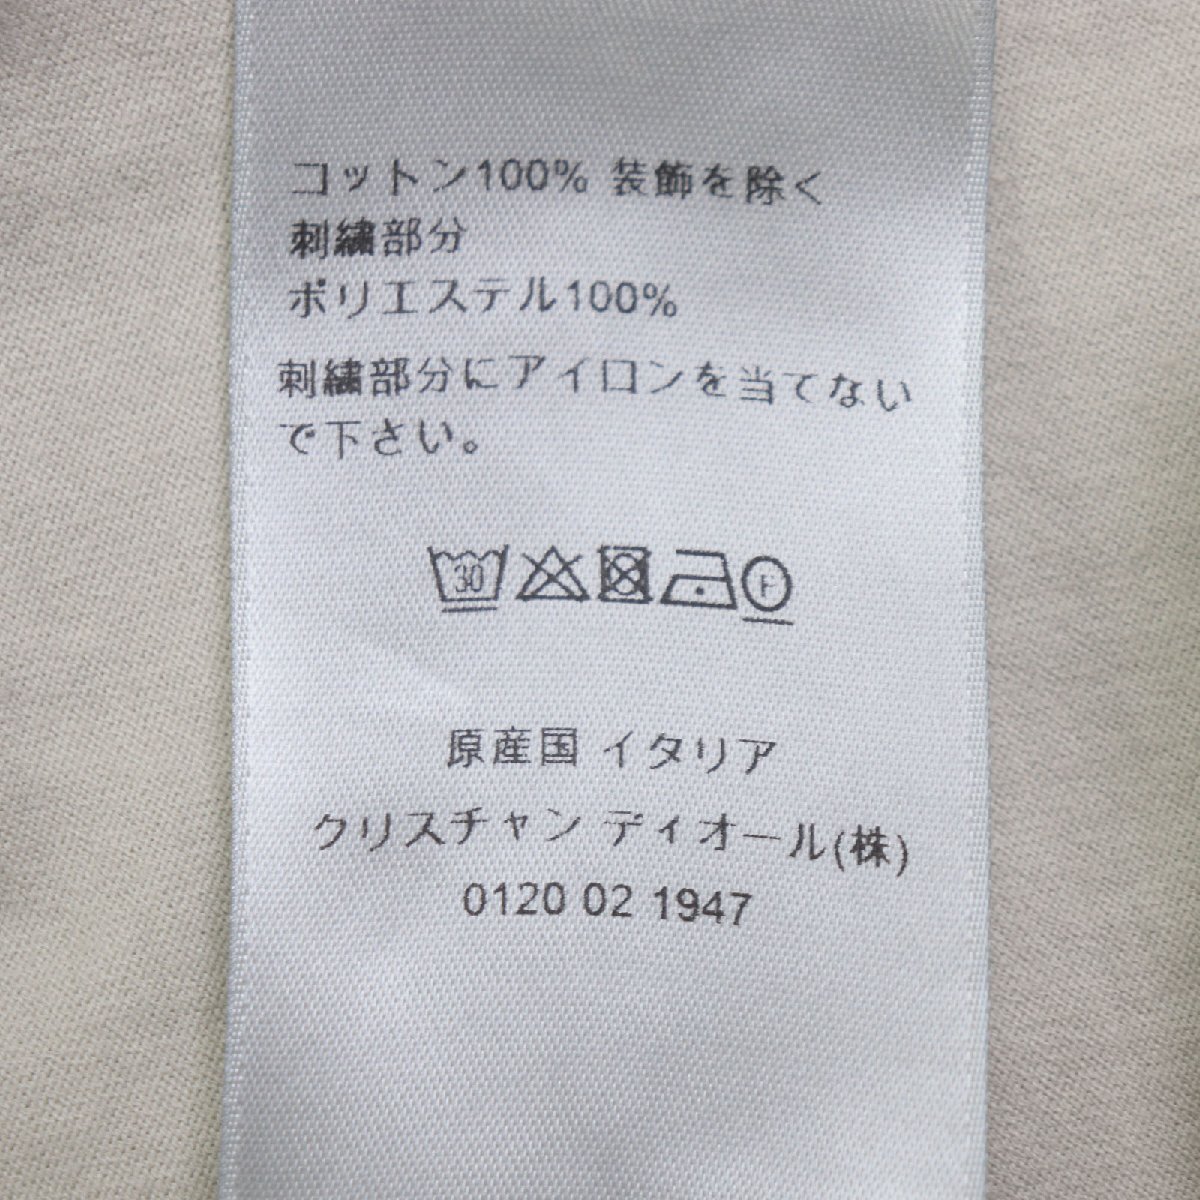 コットン100% 装飾を除く
刺繍部分
ポリエステル100%
刺繍部分にアイロンを当てない
で下さい。
30 F
原産国 イタリア
クリスチャン ディオール(株)
0120 02 1947